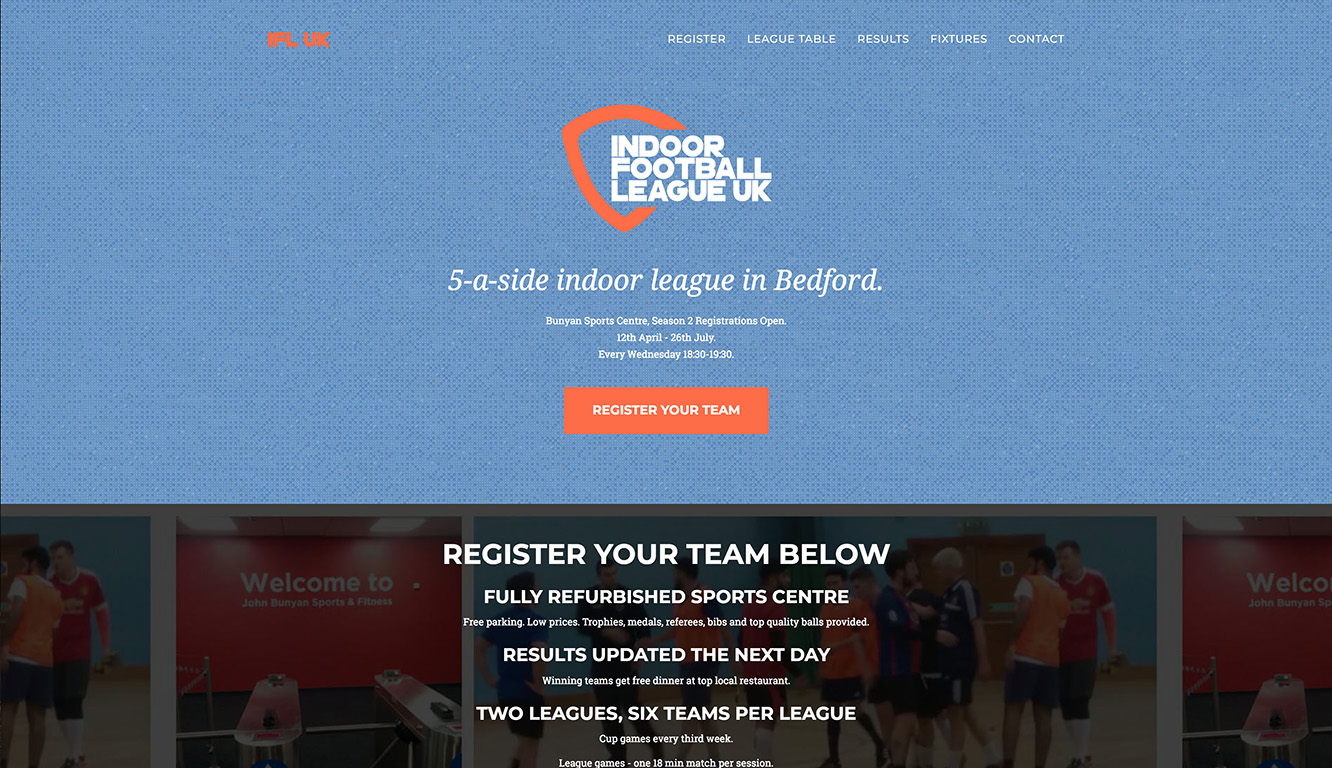 IFL UK
REGISTER LEAGUE TABLE RESULTS FIXTURES CONTACT
INDOOR
FOOTBALL
LEAGUE UK
5-a-side indoor league in Bedford.
Bunyan Sports Centre, Season 2 Registrations Open.
12th April - 26th July.
Every Wednesday 18:30-19:30.
REGISTER YOUR TEAM
REGISTER YOUR TEAM BELOW
Welcome to
John Bunyan Sports & Fitness
Welco
John Bunyan Sp
FULLY REFURBISHED SPORTS CENTRE
Free parking. Low prices. Trophies, medals, referees, bibs and top quality balls provided.
RESULTS UPDATED THE NEXT DAY
Winning teams get free dinner at top local restaurant.
TWO LEAGUES, SIX TEAMS PER LEAGUE
Cup games every third week.
League games - one 18 min match per session.